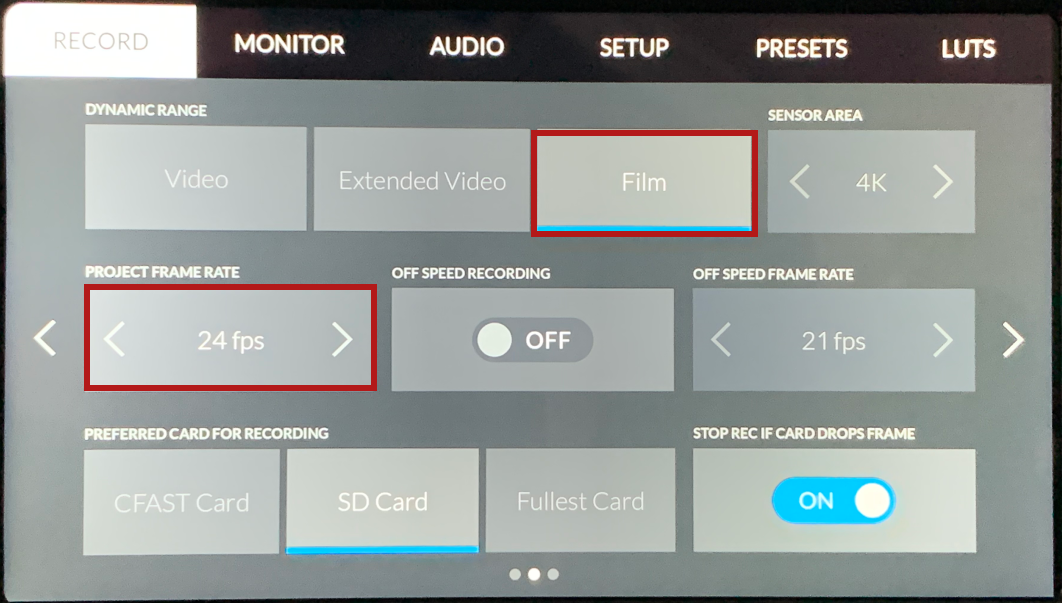 RECORD MONITOR AUDIO SETUP PRESETS LUTS
DYNAMIC RANGE SENSOR AREA
Video Extended Video Film 4K
PROJECT FRAME RATE OFF SPEED RECORDING OFF SPEED FRAME RATE
24 fps OFF 21 fps
PREFERRED CARD FOR RECORDING STOP REC IF CARD DROPS FRAME
CFAST Card SD Card Fullest Card ON